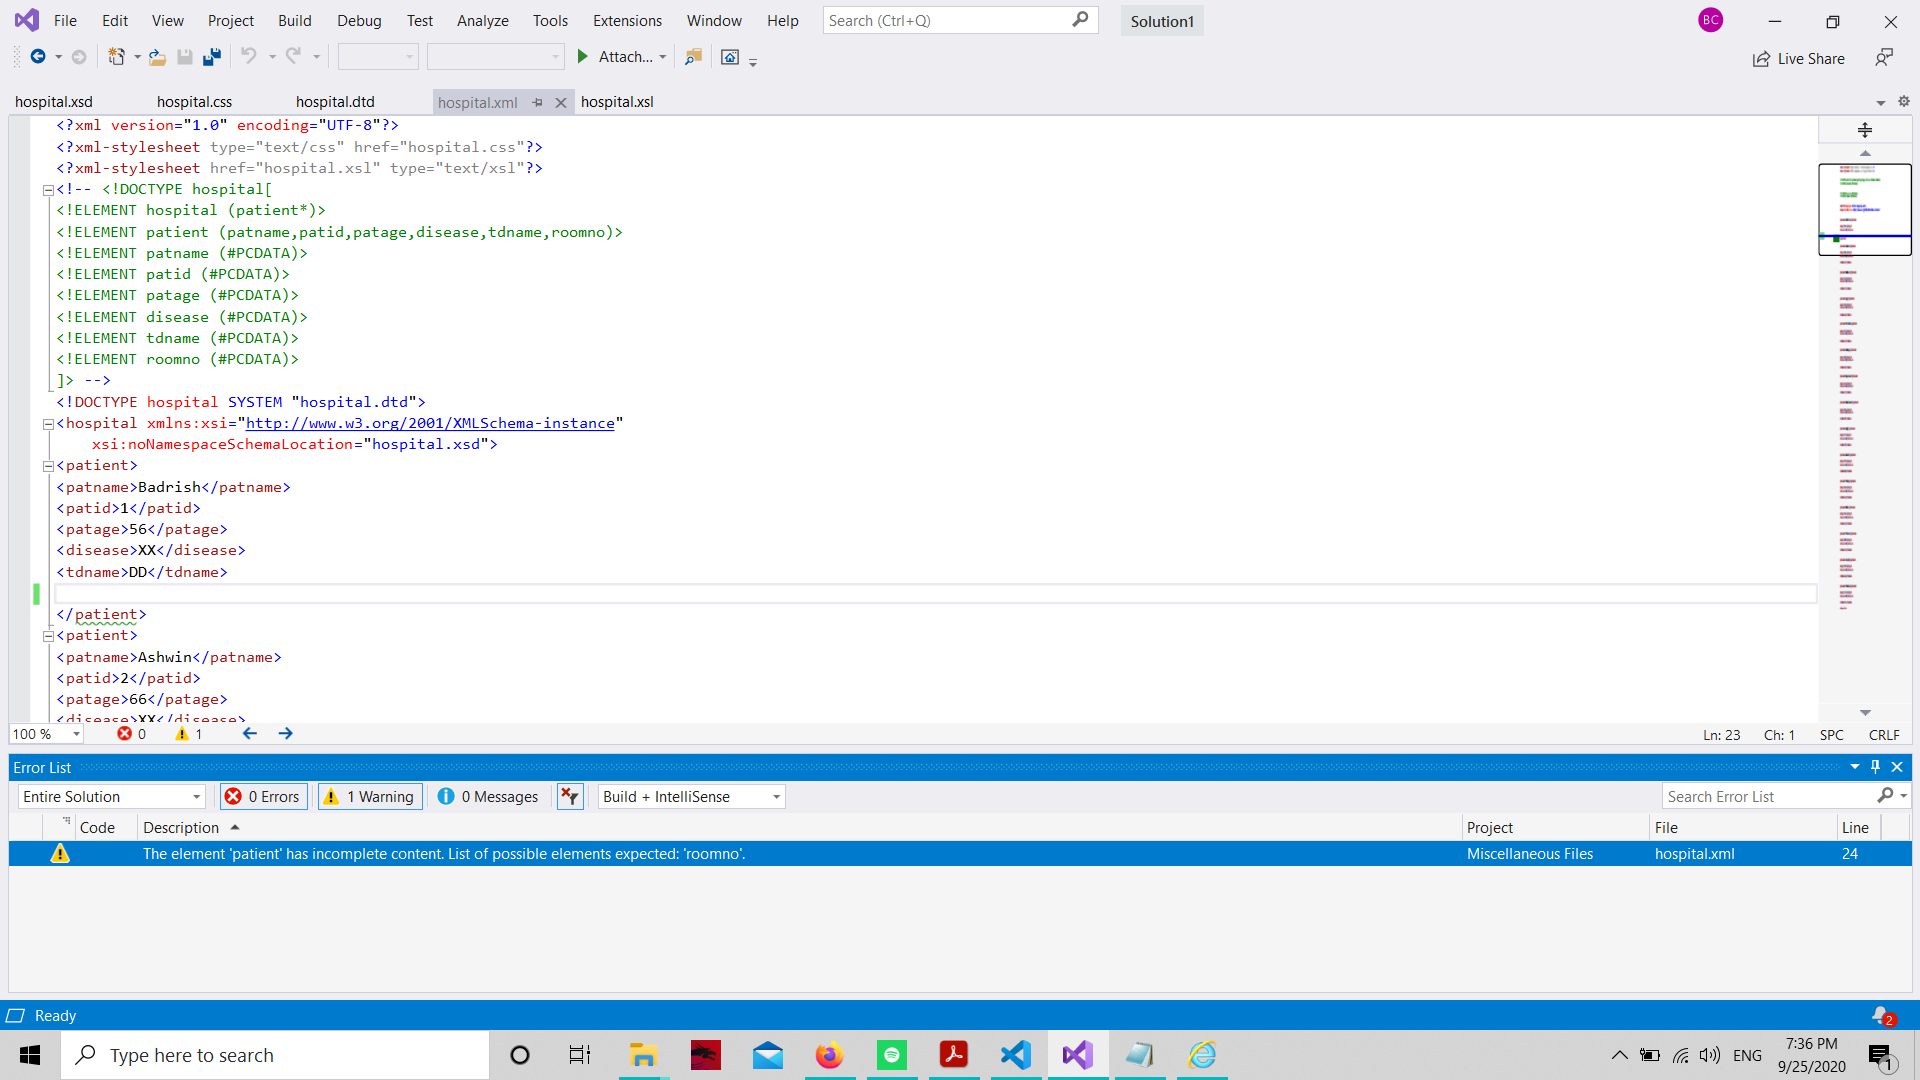 File Edit View Project Build Debug Test Analyze Tools Extensions Window Help Search (Ctrl+Q) Solution1 BC
Attach... Live Share
hospital.xsd hospital.css hospital.dtd hospital.xml hospital.xsl
<?xml version="1.0" encoding="UTF-8"?>
<?xml-stylesheet type="text/css" href="hospital.css"?>
<?xml-stylesheet href="hospital.xsl" type="text/xsl"?>
<!-- <!DOCTYPE hospital[
<!ELEMENT hospital (patient*)>
<!ELEMENT patient (patname,patid,patage,disease,tdname,roomno)>
<!ELEMENT patname (#PCDATA)>
<!ELEMENT patid (#PCDATA)>
<!ELEMENT patage (#PCDATA)>
<!ELEMENT disease (#PCDATA)>
<!ELEMENT tdname (#PCDATA)>
<!ELEMENT roomno (#PCDATA)>
]> -->
<!DOCTYPE hospital SYSTEM "hospital.dtd">
<hospital xmlns:xsi="http://www.w3.org/2001/XMLSchema-instance"
xsi:noNamespaceSchemaLocation="hospital.xsd">
<patient>
<patname>Badrish</patname>
<patid>1</patid>
<patage>56</patage>
<disease>XX</disease>
<tdname>DD</tdname>
</patient>
<patient>
<patname>Ashwin</patname>
<patid>2</patid>
<patage>66</patage>
<disease>XX</disease>
100 % 0 1 Ln: 23 Ch: 1 SPC CRLF
Error List
Entire Solution 0 Errors 1 Warning 0 Messages Build + IntelliSense Search Error List
Code Description Project File Line
The element 'patient' has incomplete content. List of possible elements expected: 'roomno'. Miscellaneous Files hospital.xml 24
Ready 2
Type here to search ENG 7:36 PM
9/25/2020 1